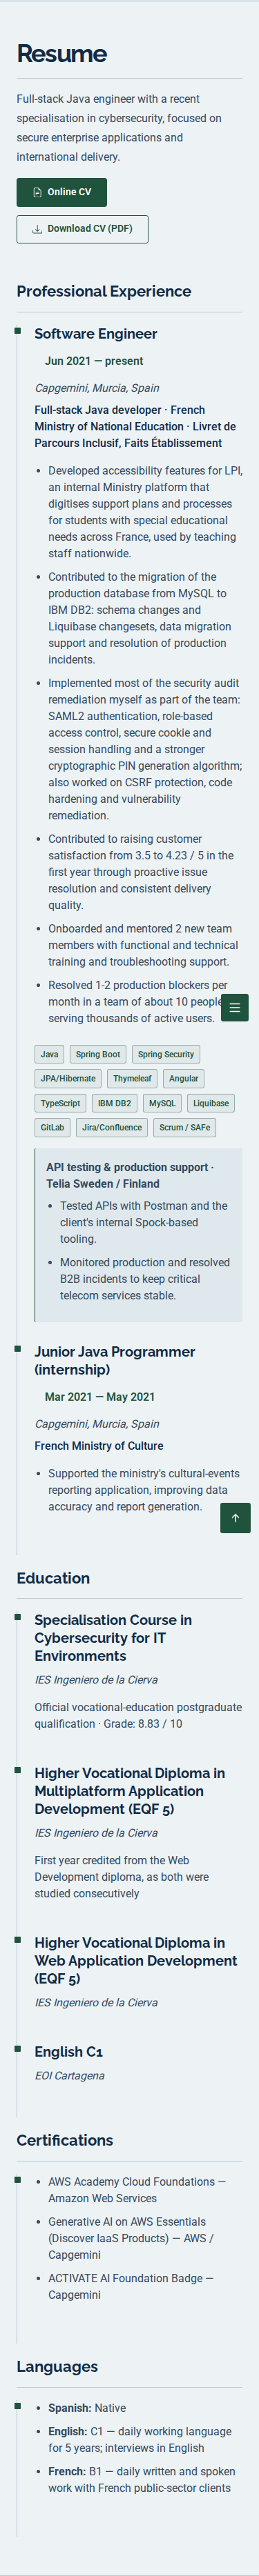 Resume
Full-stack Java engineer with a recent
specialisation in cybersecurity, focused on
secure enterprise applications and
international delivery.
Online CV
Download CV (PDF)
Professional Experience
Software Engineer
Jun 2021 — present
Capgemini, Murcia, Spain
Full-stack Java developer · French
Ministry of National Education · Livret de
Parcours Inclusif, Faits Établissement
• Developed accessibility features for LPI,
an internal Ministry platform that
digitises support plans and processes
for students with special educational
needs across France, used by teaching
staff nationwide.
• Contributed to the migration of the
production database from MySQL to
IBM DB2: schema changes and
Liquibase changesets, data migration
support and resolution of production
incidents.
• Implemented most of the security audit
remediation myself as part of the team:
SAML2 authentication, role-based
access control, secure cookie and
session handling and a stronger
cryptographic PIN generation algorithm;
also worked on CSRF protection, code
hardening and vulnerability
remediation.
• Contributed to raising customer
satisfaction from 3.5 to 4.23 / 5 in the
first year through proactive issue
resolution and consistent delivery
quality.
• Onboarded and mentored 2 new team
members with functional and technical
training and troubleshooting support.
• Resolved 1-2 production blockers per
month in a team of about 10 people
serving thousands of active users.
Java Spring Boot Spring Security
JPA/Hibernate Thymeleaf Angular
TypeScript IBM DB2 MySQL Liquibase
GitLab Jira/Confluence Scrum / SAFe
API testing & production support ·
Telia Sweden / Finland
• Tested APIs with Postman and the
client's internal Spock-based
tooling.
• Monitored production and resolved
B2B incidents to keep critical
telecom services stable.
Junior Java Programmer
(internship)
Mar 2021 — May 2021
Capgemini, Murcia, Spain
French Ministry of Culture
• Supported the ministry's cultural-events
reporting application, improving data
accuracy and report generation.
Education
Specialisation Course in
Cybersecurity for IT
Environments
IES Ingeniero de la Cierva
Official vocational-education postgraduate
qualification · Grade: 8.83 / 10
Higher Vocational Diploma in
Multiplatform Application
Development (EQF 5)
IES Ingeniero de la Cierva
First year credited from the Web
Development diploma, as both were
studied consecutively
Higher Vocational Diploma in
Web Application Development
(EQF 5)
IES Ingeniero de la Cierva
English C1
EOI Cartagena
Certifications
• AWS Academy Cloud Foundations —
Amazon Web Services
• Generative AI on AWS Essentials
(Discover IaaS Products) — AWS /
Capgemini
• ACTIVATE AI Foundation Badge —
Capgemini
Languages
• Spanish: Native
• English: C1 — daily working language
for 5 years; interviews in English
• French: B1 — daily written and spoken
work with French public-sector clients